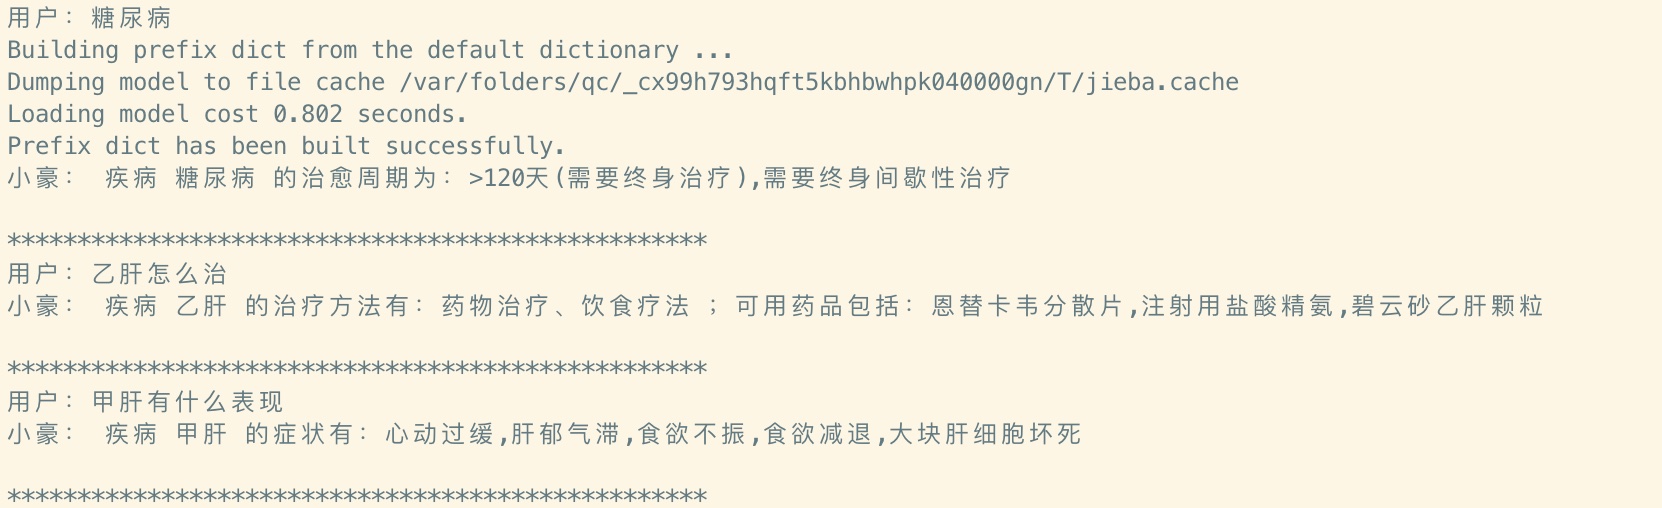 用户：糖尿病
Building prefix dict from the default dictionary ...
Dumping model to file cache /var/folders/qc/_cx99h793hqft5kbhbwhpk040000gn/T/jieba.cache
Loading model cost 0.802 seconds.
Prefix dict has been built successfully.
小豪： 疾病 糖尿病 的治愈周期为：>120天(需要终身治疗),需要终身间歇性治疗
**************************************************
用户：乙肝怎么治
小豪： 疾病 乙肝 的治疗方法有：药物治疗、饮食疗法 ；可用药品包括：恩替卡韦分散片,注射用盐酸精氨,碧云砂乙肝颗粒
**************************************************
用户：甲肝有什么表现
小豪： 疾病 甲肝 的症状有：心动过缓,肝郁气滞,食欲不振,食欲减退,大块肝细胞坏死
**************************************************